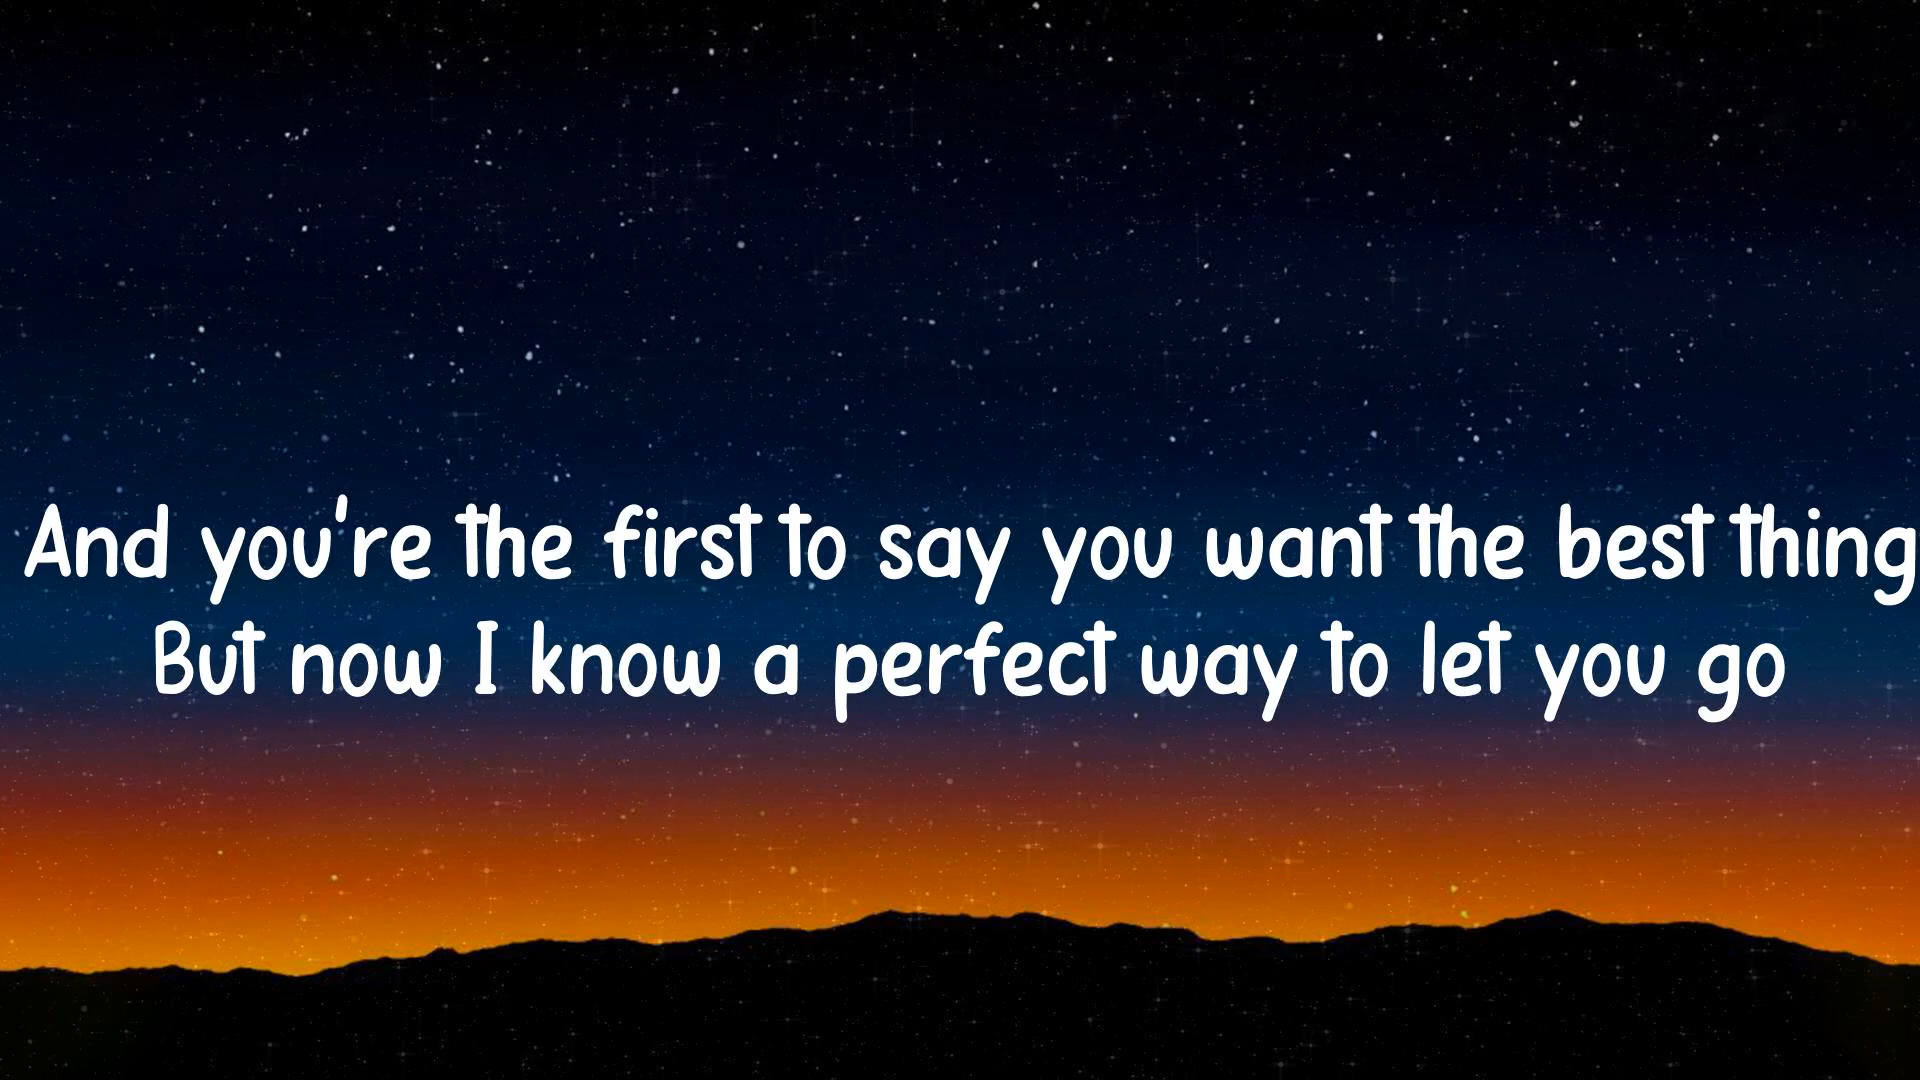 And you're the first to say you want the best thing
But now I know a perfect way to let you go